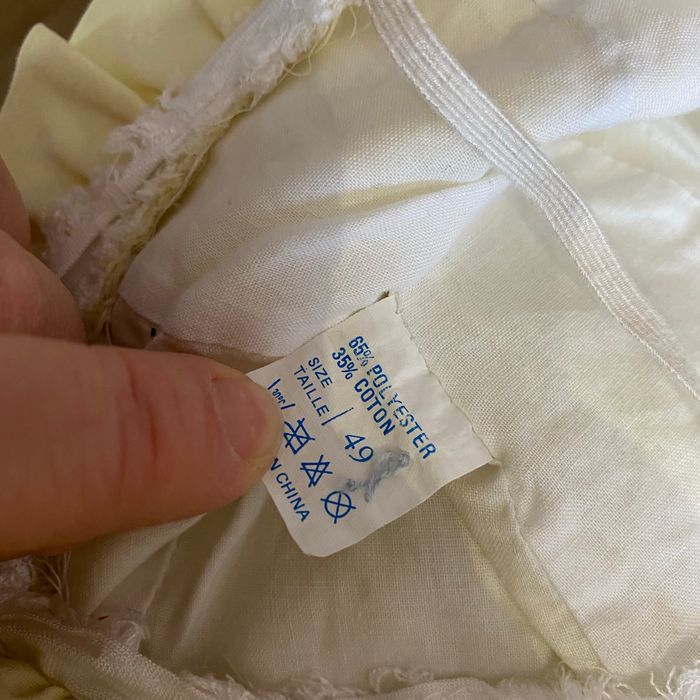 65% POLYESTER
35% COTON
SIZE
TAILLE
49
CHINA